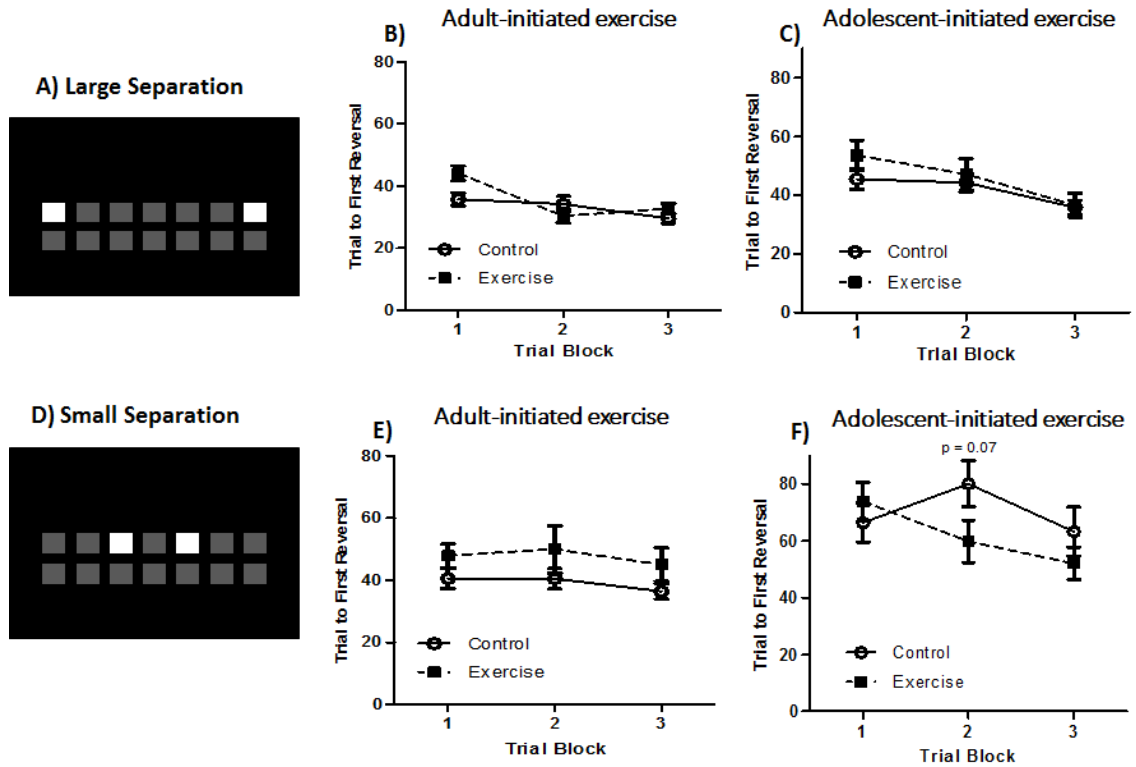 A) Large Separation
B)
Adult-initiated exercise
80
60
40
20
0
Trial to First Reversal
Control
Exercise
1 2 3
Trial Block
C)
Adolescent-initiated exercise
80
60
40
20
0
Trial to First Reversal
Control
Exercise
1 2 3
Trial Block
D) Small Separation
E)
Adult-initiated exercise
80
60
40
20
0
Trial to First Reversal
Control
Exercise
1 2 3
Trial Block
F)
Adolescent-initiated exercise
p = 0.07
80
60
40
20
0
Trial to First Reversal
Control
Exercise
1 2 3
Trial Block